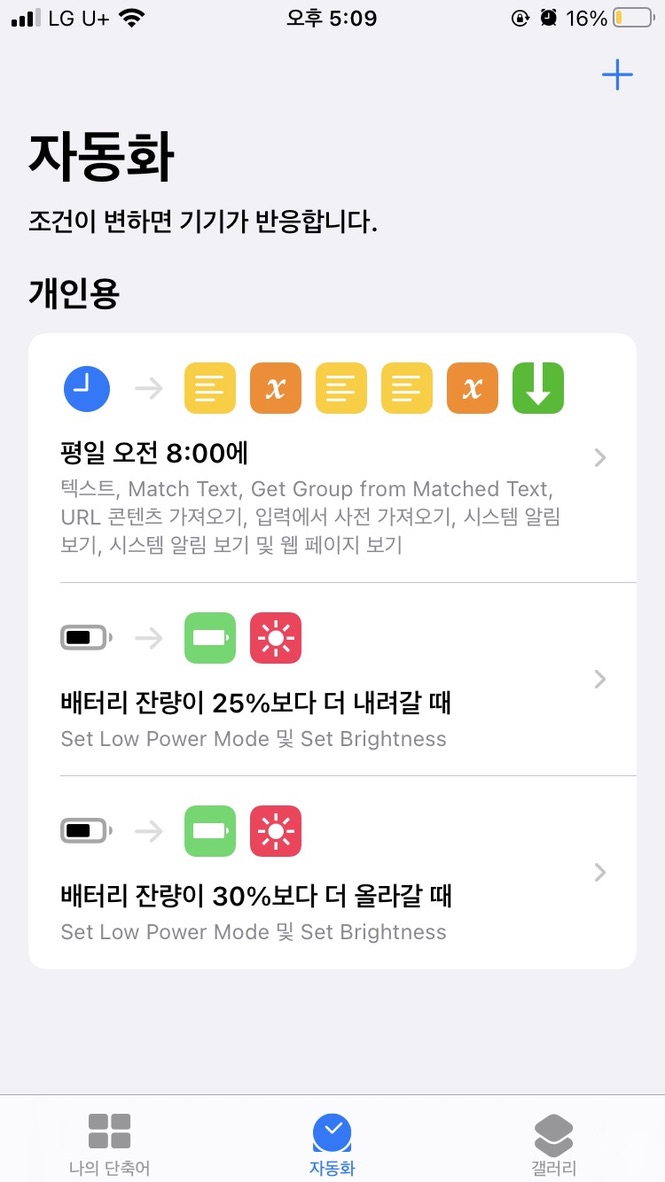 LG U+ 오후 5:09 16%
자동화
조건이 변하면 기기가 반응합니다.
개인용
x x
평일 오전 8:00에
텍스트, Match Text, Get Group from Matched Text,
URL 콘텐츠 가져오기, 입력에서 사전 가져오기, 시스템 알림
보기, 시스템 알림 보기 및 웹 페이지 보기
배터리 잔량이 25%보다 더 내려갈 때
Set Low Power Mode 및 Set Brightness
배터리 잔량이 30%보다 더 올라갈 때
Set Low Power Mode 및 Set Brightness
나의 단축어 자동화 갤러리